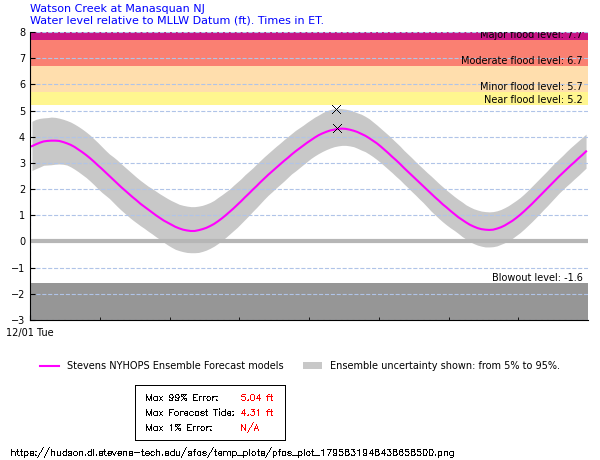 Watson Creek at Manasquan NJ
Water level relative to MLLW Datum (ft). Times in ET.
8
Major flood level: 7.7
7
Moderate flood level: 6.7
6
Minor flood level: 5.7
Near flood level: 5.2
5
4
3
2
1
0
−1
Blowout level: -1.6
−2
−3
12/01 Tue
Stevens NYHOPS Ensemble Forecast models
Ensemble uncertainty shown: from 5% to 95%.
Max 99% Error: 5.04 ft
Max Forecast Tide: 4.31 ft
Max 1% Error: N/A
https://hudson.dl.stevens-tech.edu/sfas/temp_plots/pfas_plot_1795831948438658500.png